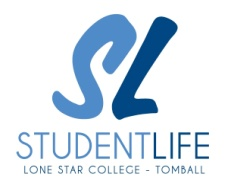 SL
STUDENTLIFE
LONE STAR COLLEGE - TOMBALL